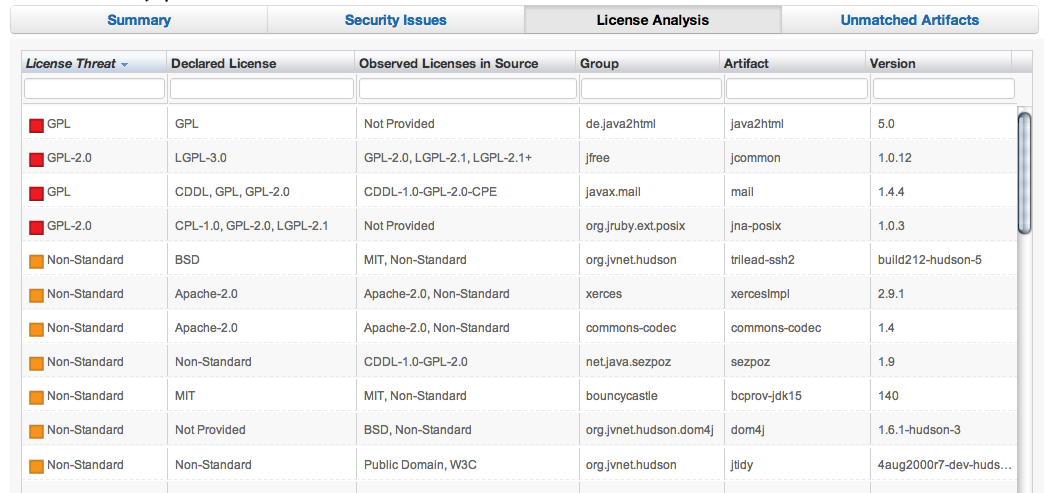 Summary Security Issues License Analysis Unmatched Artifacts
License Threat Declared License Observed Licenses in Source Group Artifact Version
GPL GPL Not Provided de.java2html java2html 5.0
GPL-2.0 LGPL-3.0 GPL-2.0, LGPL-2.1, LGPL-2.1+ jfree jcommon 1.0.12
GPL CDDL, GPL, GPL-2.0 CDDL-1.0-GPL-2.0-CPE javax.mail mail 1.4.4
GPL-2.0 CPL-1.0, GPL-2.0, LGPL-2.1 Not Provided org.jruby.ext.posix jna-posix 1.0.3
Non-Standard BSD MIT, Non-Standard org.jvnet.hudson trilead-ssh2 build212-hudson-5
Non-Standard Apache-2.0 Apache-2.0, Non-Standard xerces xercesImpl 2.9.1
Non-Standard Apache-2.0 Apache-2.0, Non-Standard commons-codec commons-codec 1.4
Non-Standard Non-Standard CDDL-1.0-GPL-2.0 net.java.sezpoz sezpoz 1.9
Non-Standard MIT MIT, Non-Standard bouncycastle bcprov-jdk15 140
Non-Standard Not Provided BSD, Non-Standard org.jvnet.hudson.dom4j dom4j 1.6.1-hudson-3
Non-Standard Non-Standard Public Domain, W3C org.jvnet.hudson jtidy 4aug2000r7-dev-huds...